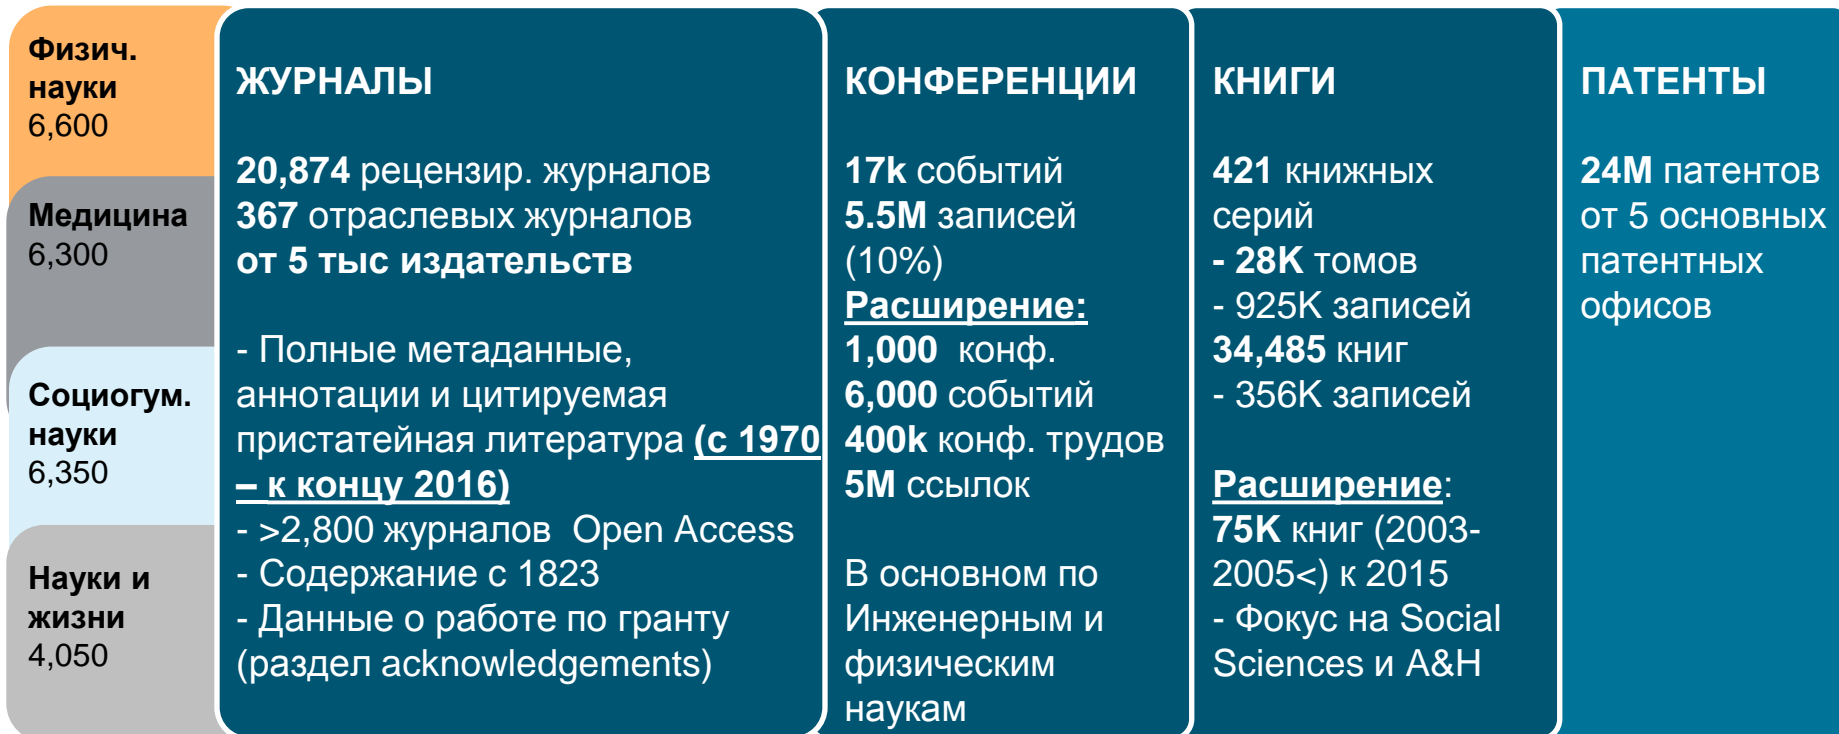 Физич.
науки
6,600
Медицина
6,300
Социогум.
науки
6,350
Науки и
жизни
4,050
ЖУРНАЛЫ
20,874 рецензир. журналов
367 отраслевых журналов
от 5 тыс издательств
- Полные метаданные,
аннотации и цитируемая
пристатейная литература (с 1970
– к концу 2016)
- >2,800 журналов  Open Access
- Содержание с 1823
- Данные о работе по гранту
(раздел acknowledgements)
КОНФЕРЕНЦИИ
17k событий
5.5M записей
(10%)
Расширение:
1,000  конф.
6,000 событий
400k конф. трудов
5M ссылок
В основном по
Инженерным и
физическим
наукам
КНИГИ
421 книжных
серий
- 28K томов
- 925K записей
34,485 книг
- 356K записей
Расширение:
75K книг (2003-
2005<) к 2015
- Фокус на Social
Sciences и A&H
ПАТЕНТЫ
24M патентов
от 5 основных
патентных
офисов